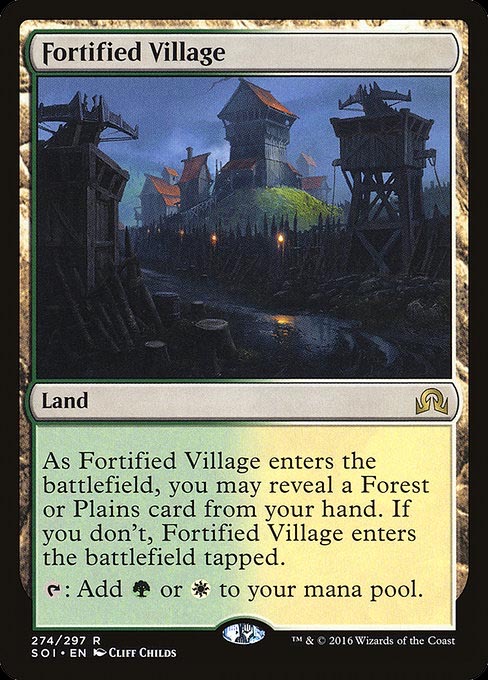 Fortified Village
Land
As Fortified Village enters the
battlefield, you may reveal a Forest
or Plains card from your hand. If
you don't, Fortified Village enters
the battlefield tapped.
: Add or to your mana pool.
274/297 R
SOI • EN Cliff Childs
™ & © 2016 Wizards of the Coast